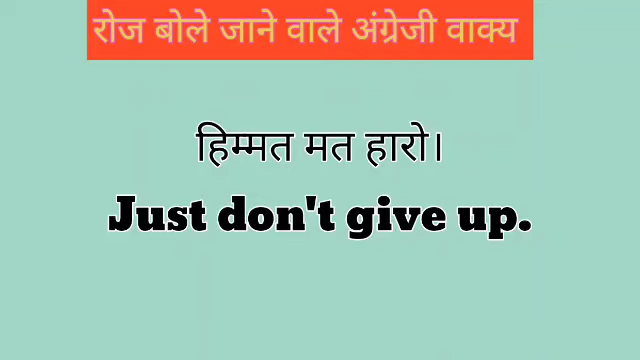 रोज बोले जाने वाले अंग्रेजी वाक्य
हिम्मत मत हारो।
Just don't give up.